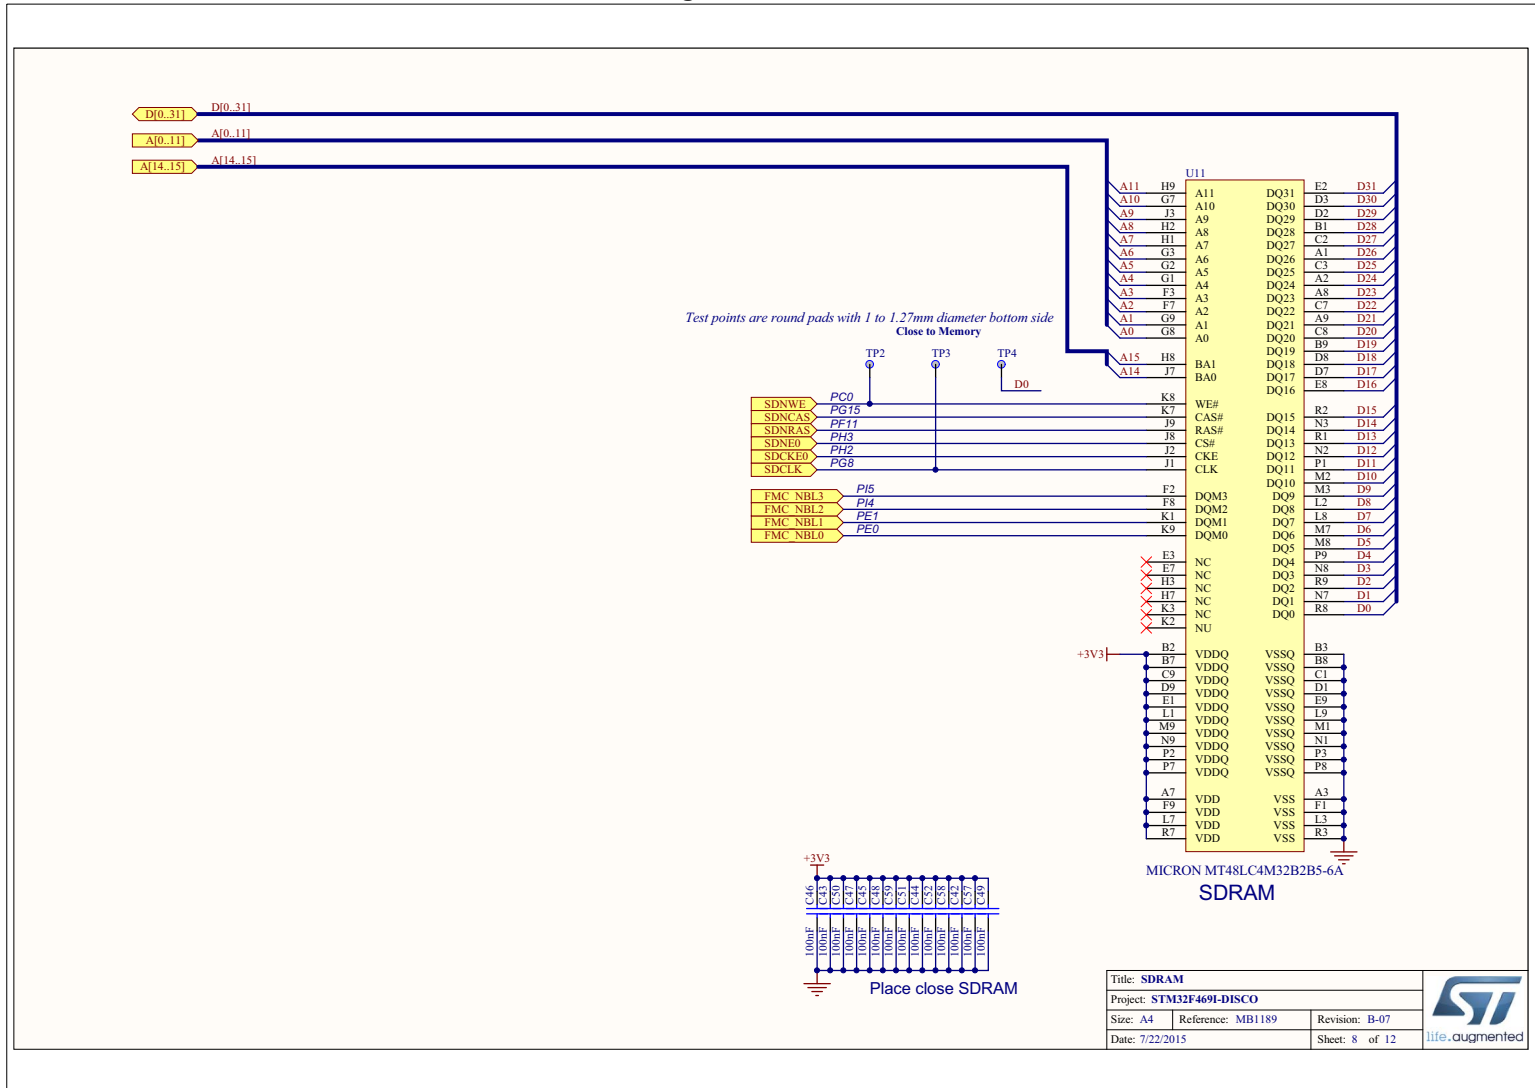 D[0..31] D[0..31]
A[0..11] A[0..11]
A[14..15] A[14..15]
U11
A11 H9 A11 DQ31 E2 D31
A10 G7 A10 DQ30 D3 D30
A9 J3 A9 DQ29 D2 D29
A8 H2 A8 DQ28 B1 D28
A7 H1 A7 DQ27 C2 D27
A6 G3 A6 DQ26 A1 D26
A5 G2 A5 DQ25 C3 D25
A4 G1 A4 DQ24 A2 D24
A3 F3 A3 DQ23 A8 D23
A2 F7 A2 DQ22 C7 D22
A1 G9 A1 DQ21 A9 D21
A0 G8 A0 DQ20 C8 D20
DQ19 B9 D19
A15 H8 BA1 DQ18 D8 D18
A14 J7 BA0 DQ17 D7 D17
DQ16 E8 D16
Test points are round pads with 1 to 1.27mm diameter bottom side
Close to Memory
TP2 TP3 TP4
D0
SDNWE PC0 K8 WE#
SDNCAS PG15 K7 CAS# DQ15 R2 D15
SDNRAS PF11 J9 RAS# DQ14 N3 D14
SDNE0 PH3 J8 CS# DQ13 R1 D13
SDCKE0 PH2 J2 CKE DQ12 N2 D12
SDCLK PG8 J1 CLK DQ11 P1 D11
DQ10 M2 D10
FMC_NBL3 PI5 F2 DQM3 DQ9 M3 D9
FMC_NBL2 PI4 F8 DQM2 DQ8 L2 D8
FMC_NBL1 PE1 K1 DQM1 DQ7 L8 D7
FMC_NBL0 PE0 K9 DQM0 DQ6 M7 D6
DQ5 M8 D5
E3 NC DQ4 P9 D4
E7 NC DQ3 N8 D3
H3 NC DQ2 R9 D2
H7 NC DQ1 N7 D1
K3 NC DQ0 R8 D0
K2 NU
+3V3 B2 VDDQ VSSQ B3
B7 VDDQ VSSQ B8
C9 VDDQ VSSQ C1
D9 VDDQ VSSQ D1
E1 VDDQ VSSQ E9
L1 VDDQ VSSQ L9
M9 VDDQ VSSQ M1
N9 VDDQ VSSQ N1
P2 VDDQ VSSQ P3
P7 VDDQ VSSQ P8
A7 VDD VSS A3
F9 VDD VSS F1
L7 VDD VSS L3
R7 VDD VSS R3
MICRON MT48LC4M32B2B5-6A
SDRAM
+3V3
C46 C43 C50 C47 C45 C48 C59 C51 C44 C52 C58 C42 C57 C49
100nF 100nF 100nF 100nF 100nF 100nF 100nF 100nF 100nF 100nF 100nF 100nF 100nF 100nF
Place close SDRAM
Title: SDRAM
Project: STM32F469I-DISCO
Size: A4 Reference: MB1189 Revision: B-07
Date: 7/22/2015 Sheet: 8 of 12
ST
life.augmented